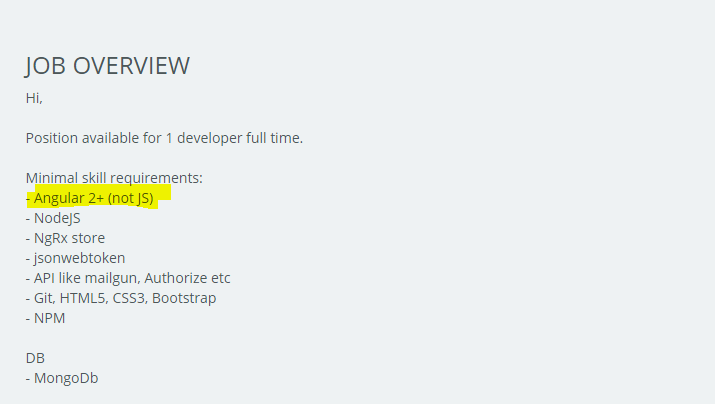 JOB OVERVIEW
Hi,
Position available for 1 developer full time.
Minimal skill requirements:
- Angular 2+ (not JS)
- NodeJS
- NgRx store
- jsonwebtoken
- API like mailgun, Authorize etc
- Git, HTML5, CSS3, Bootstrap
- NPM
DB
- MongoDb